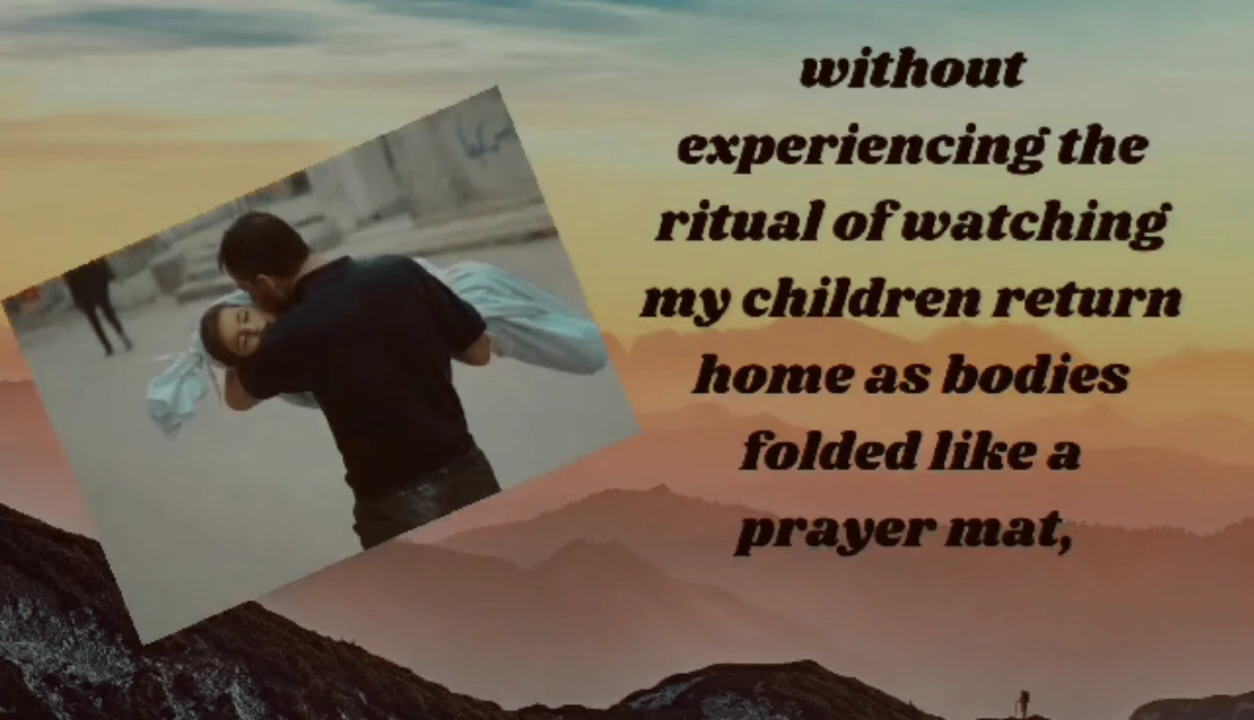 without
experiencing the
ritual of watching
my children return
home as bodies
folded like a
prayer mat,